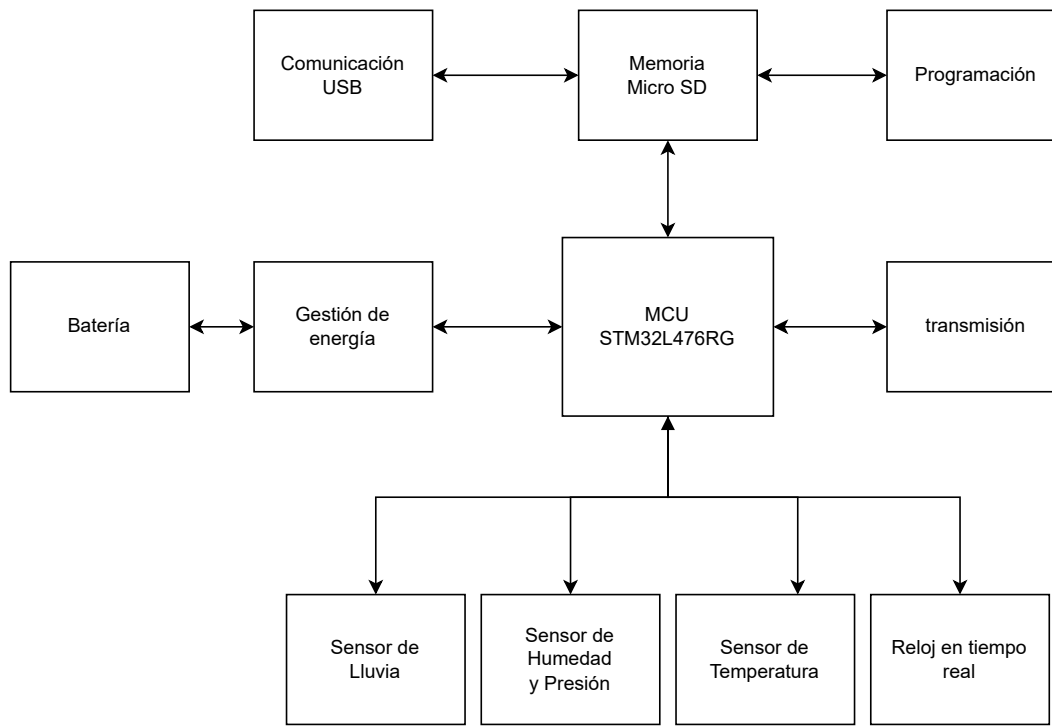 Comunicación
USB
Memoria
Micro SD
Programación
Batería
Gestión de
energía
MCU
STM32L476RG
transmisión
Sensor de
Lluvia
Sensor de
Humedad
y Presión
Sensor de
Temperatura
Reloj en tiempo
real